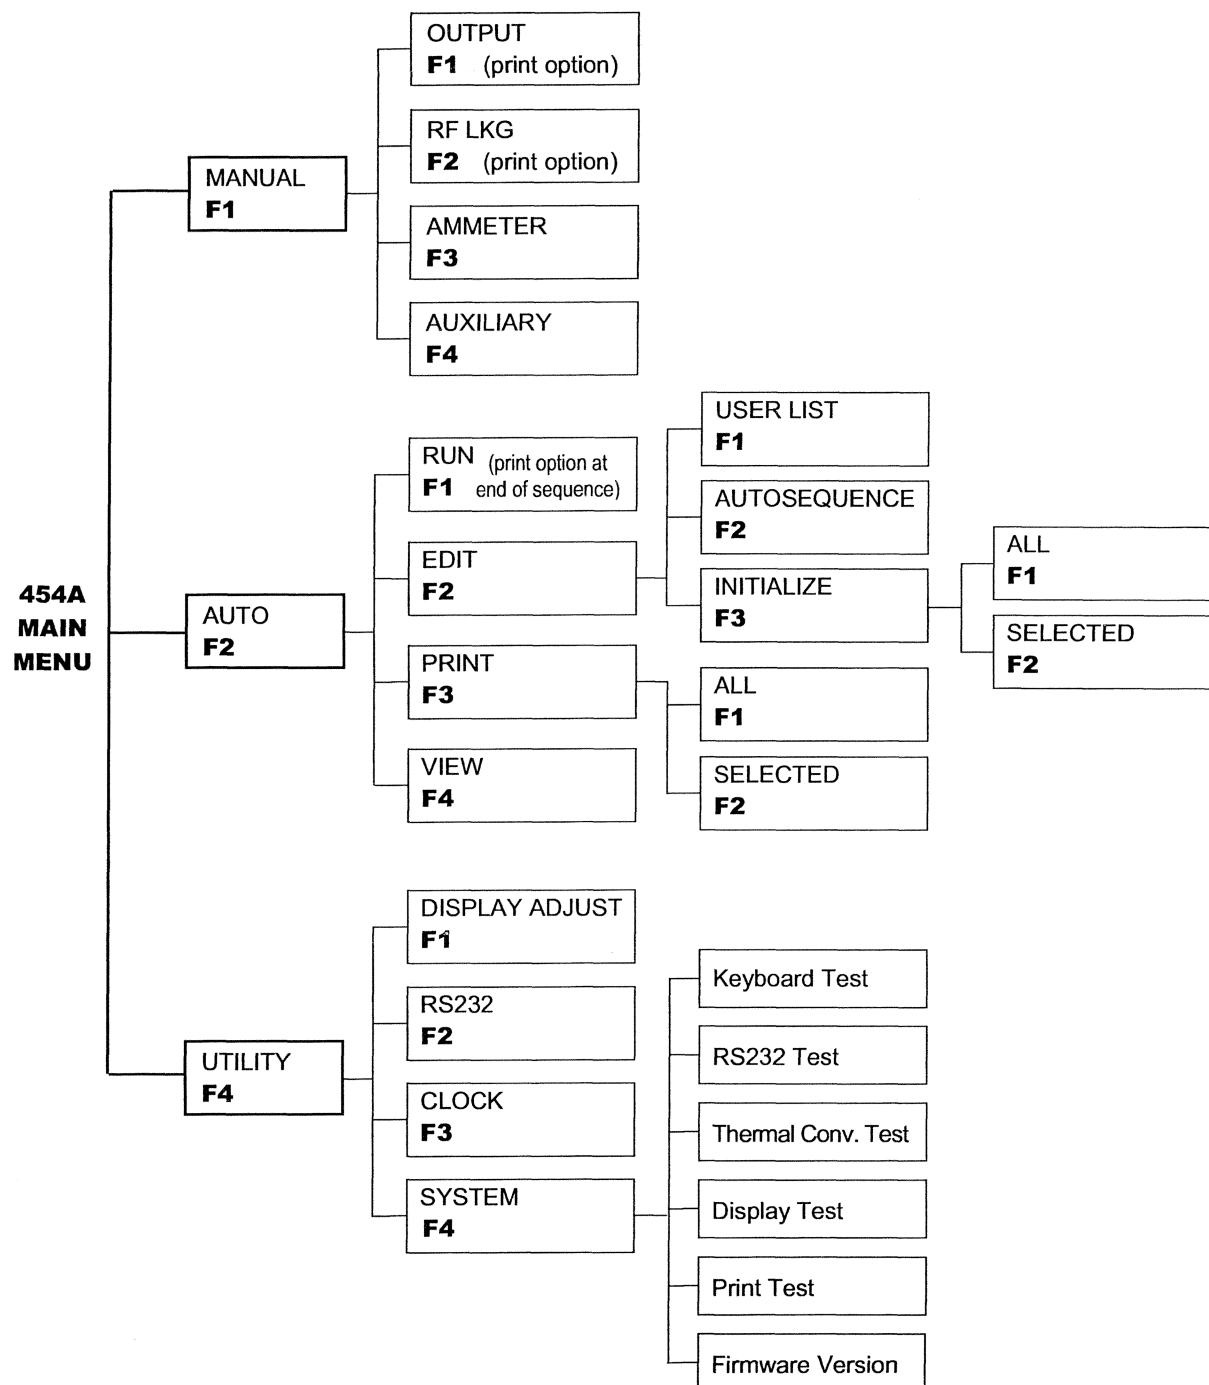 OUTPUT
F1 (print option)
RF LKG
F2 (print option)
MANUAL
F1
AMMETER
F3
AUXILIARY
F4
454A
MAIN
MENU
AUTO
F2
RUN (print option at
F1 end of sequence)
EDIT
F2
USER LIST
F1
AUTOSEQUENCE
F2
INITIALIZE
F3
ALL
F1
SELECTED
F2
PRINT
F3
ALL
F1
SELECTED
F2
VIEW
F4
UTILITY
F4
DISPLAY ADJUST
F1
RS232
F2
CLOCK
F3
SYSTEM
F4
Keyboard Test
RS232 Test
Thermal Conv. Test
Display Test
Print Test
Firmware Version